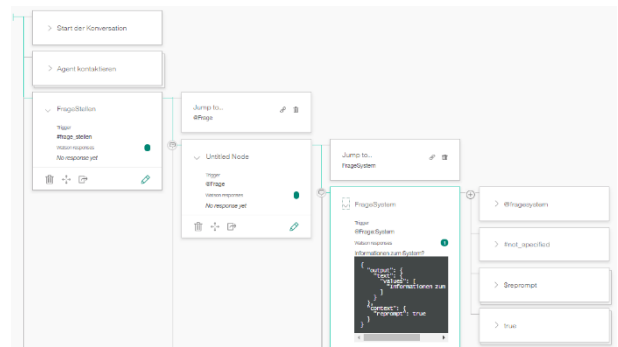 Start der Konversation
Agent kontaktieren
FrageStellen
Trigger
#frage_stellen
Watson responses
No response yet
Jump to...
@Frage
Untitled Node
Trigger
@Frage
Watson responses
No response yet
Jump to...
FrageSystem
FrageSystem
Trigger
@Frage:System
Watson responses
1
Informationen zum System?
{
"output": {
"text": {
"values": [
"Informationen zum
]
}
},
"context": {
"reprompt": true
}
}
@fragesystem
#not_specified
$reprompt
true